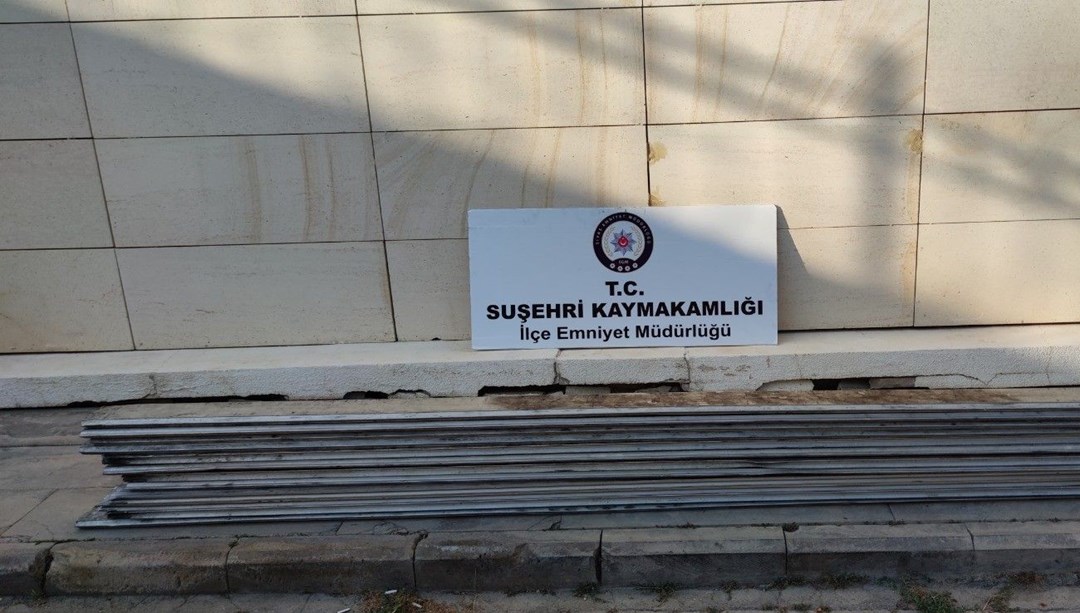 T.C.
SUŞEHRİ KAYMAKAMLIĞI
İlçe Emniyet Müdürlüğü